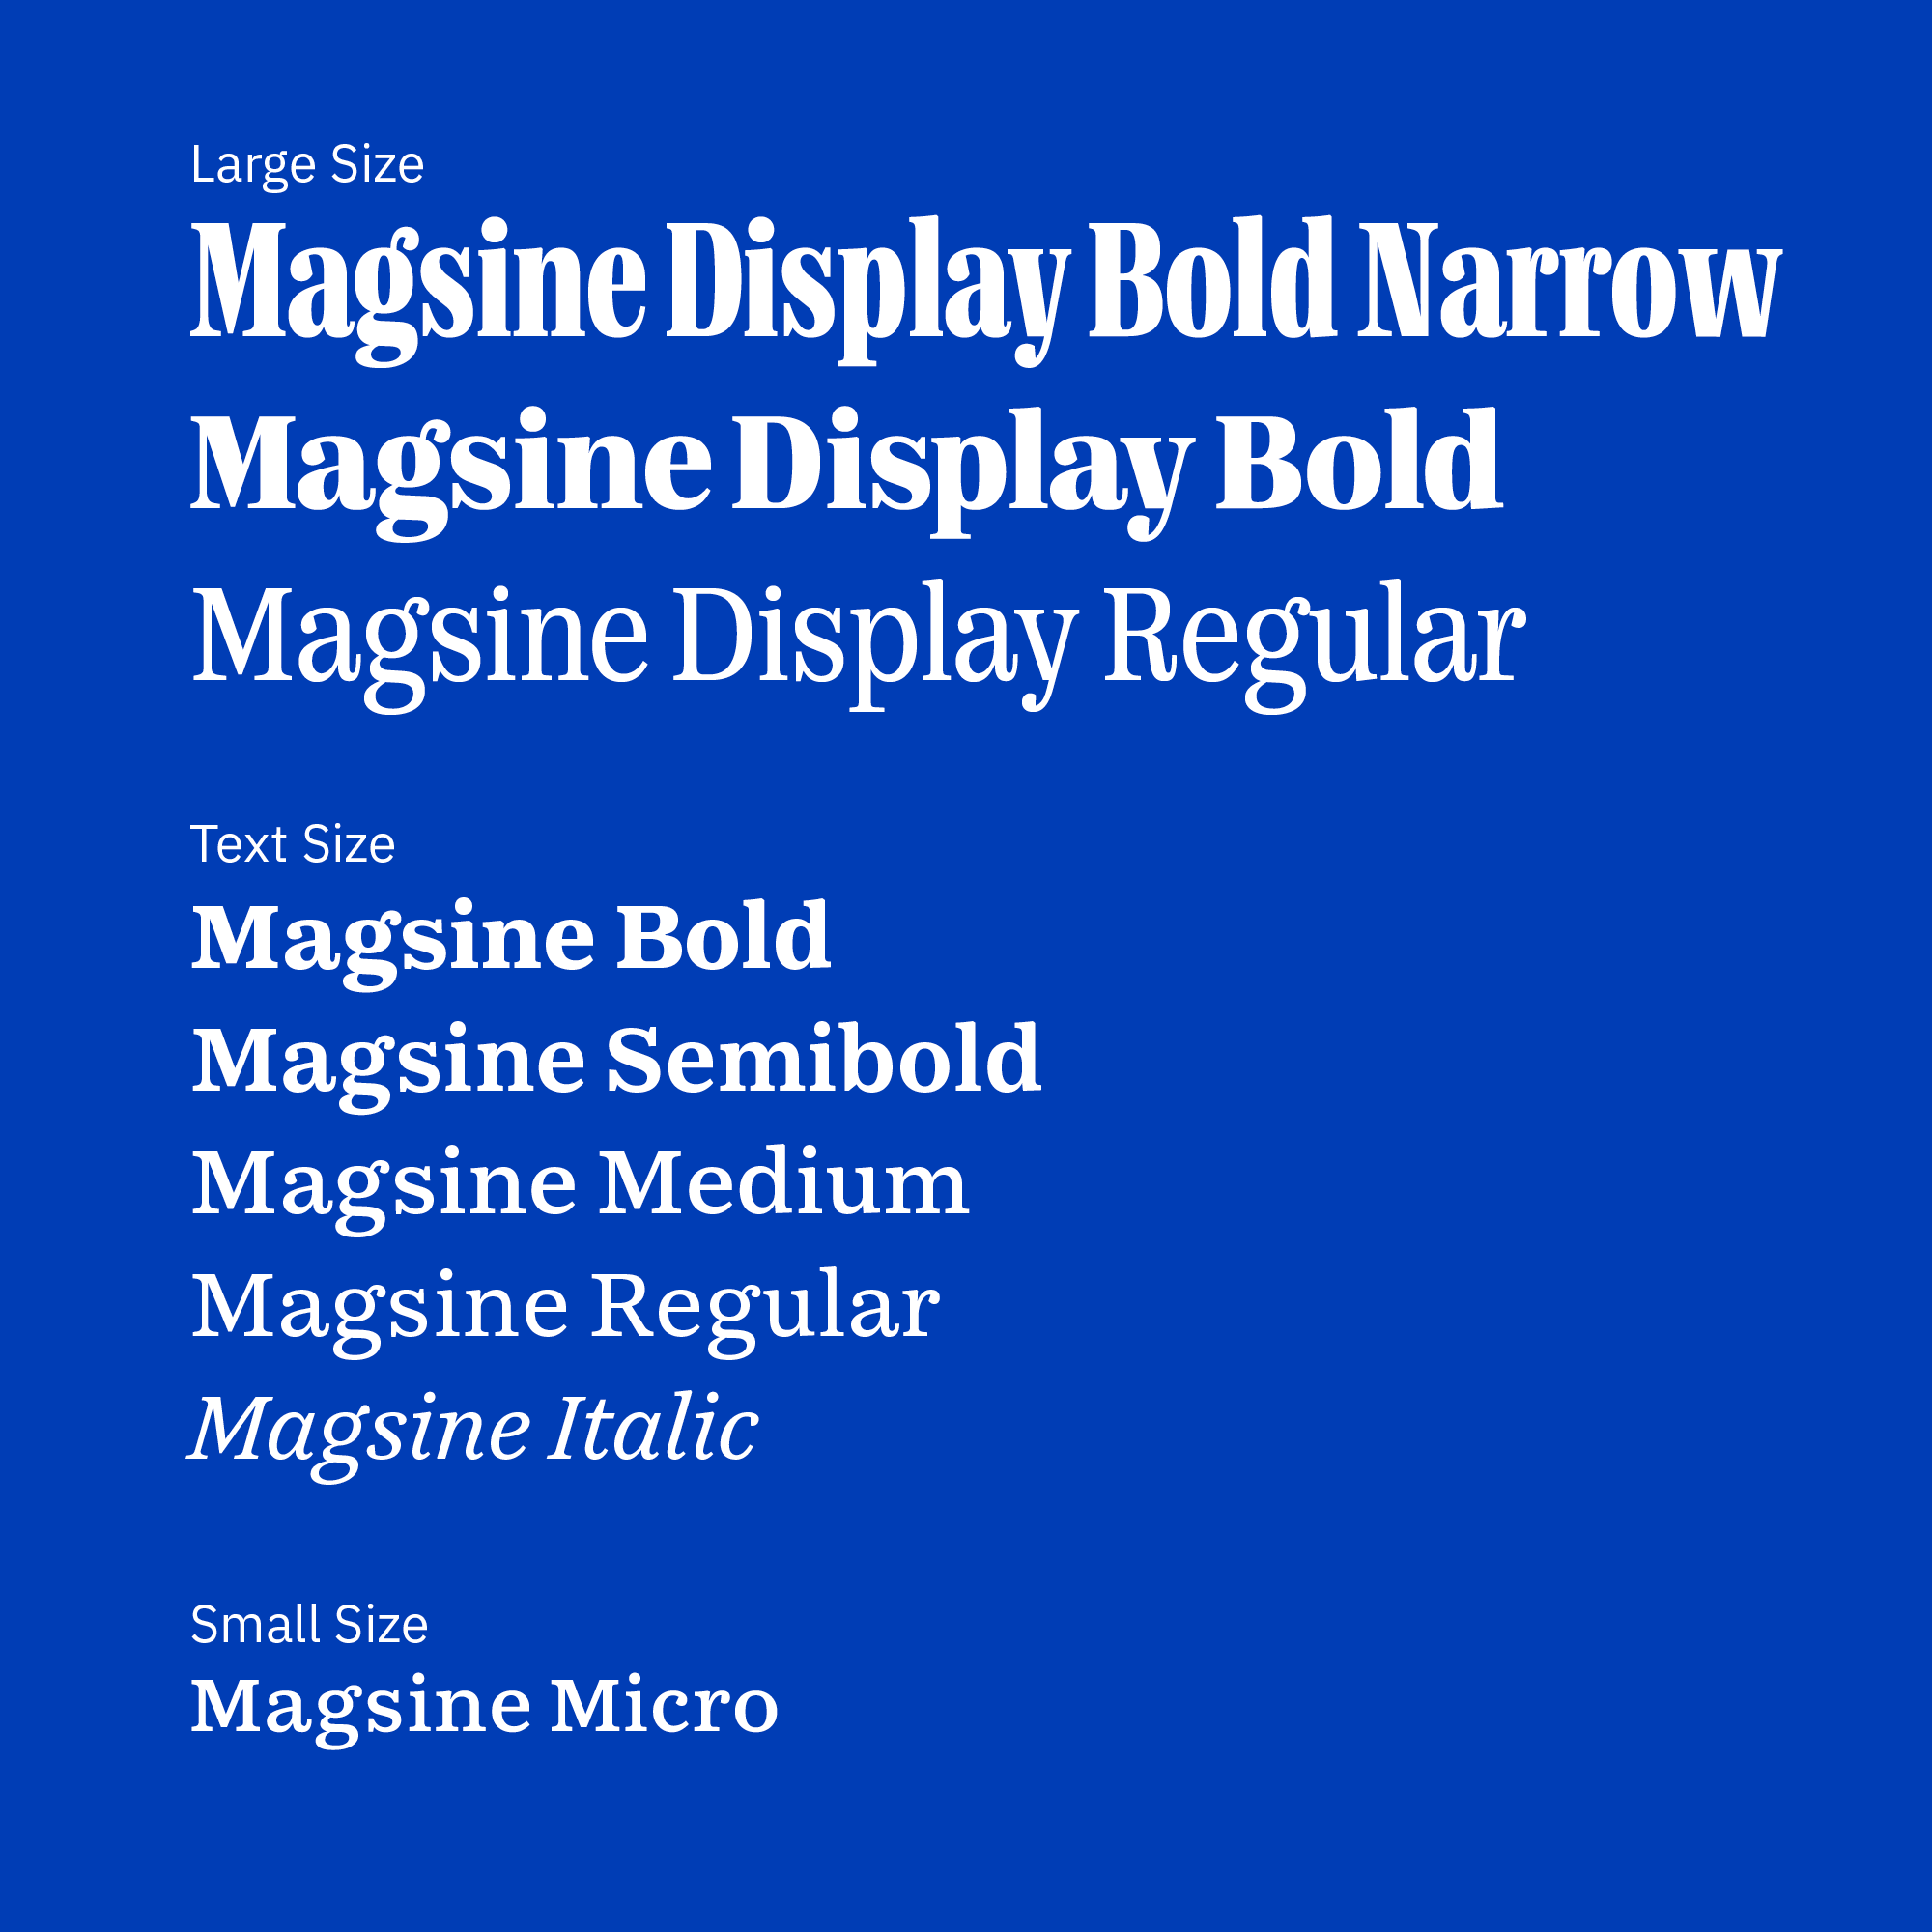 Large Size
Magsine Display Bold Narrow
Magsine Display Bold
Magsine Display Regular
Text Size
Magsine Bold
Magsine Semibold
Magsine Medium
Magsine Regular
Magsine Italic
Small Size
Magsine Micro